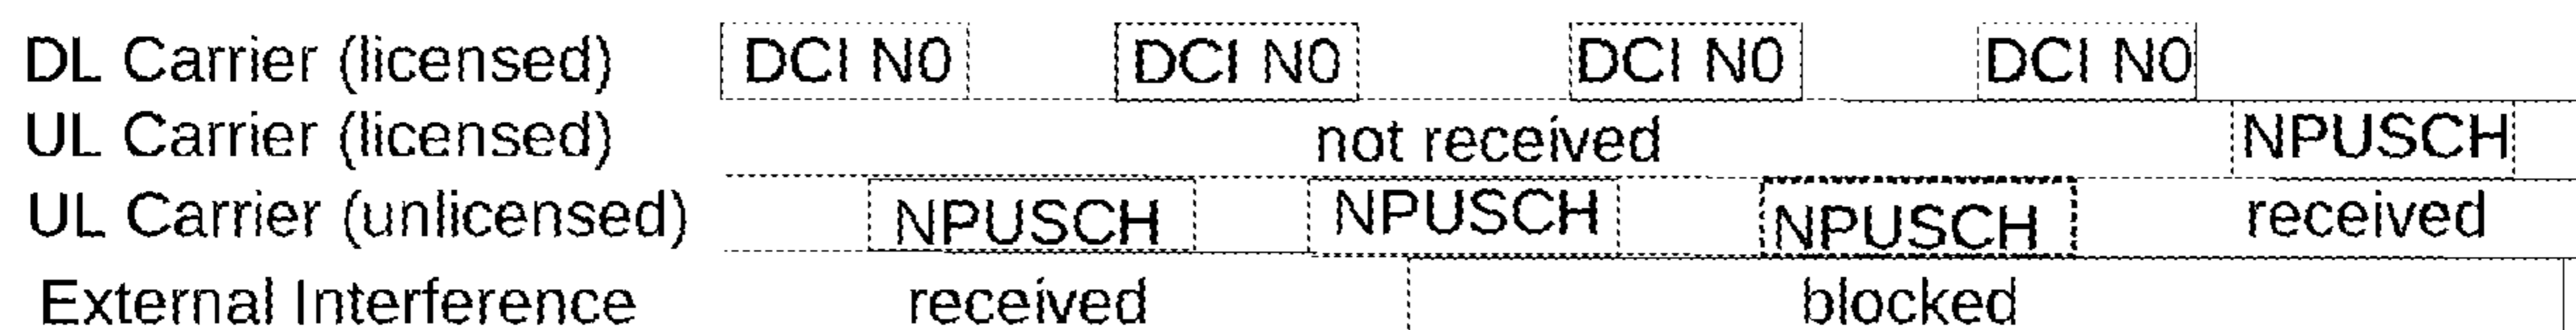 DL Carrier (licensed) DCI N0 DCI N0 DCI N0 DCI N0
UL Carrier (licensed) not received NPUSCH
UL Carrier (unlicensed) NPUSCH NPUSCH NPUSCH received
External Interference received blocked